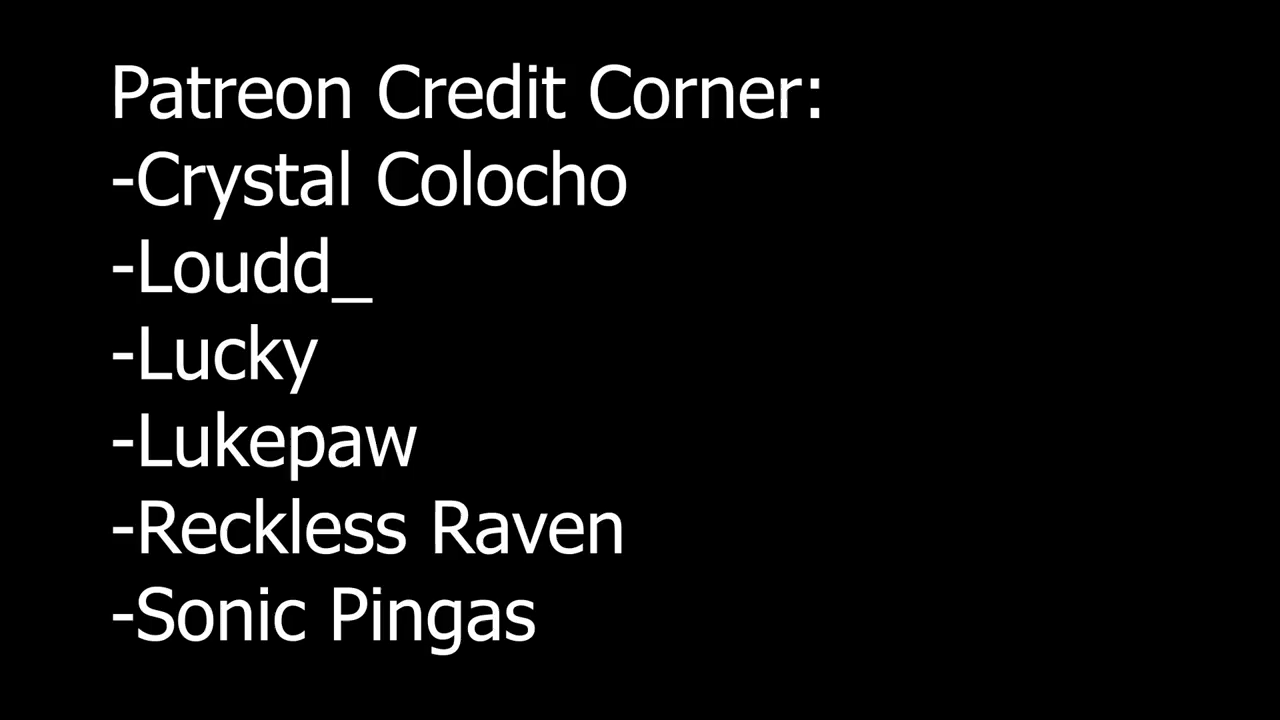 Patreon Credit Corner:
-Crystal Colocho
-Loudd_
-Lucky
-Lukepaw
-Reckless Raven
-Sonic Pingas